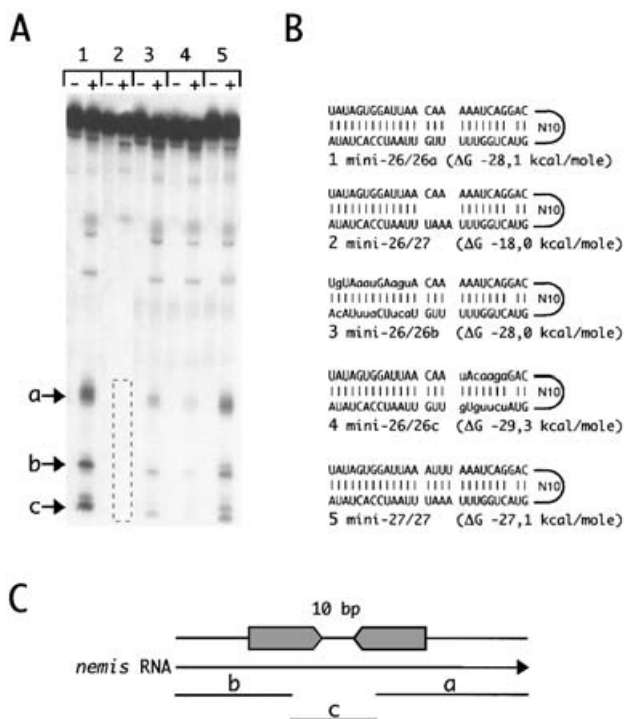 A
B
1 2 3 4 5
- + - + - + - + - +
a
b
c
UAUAGUGGAUUAA CAA AAAUCAGGAC
N10
AUAUCACCUAAUU GUU UUUGGUCAUG
1 mini-26/26a (ΔG -28,1 kcal/mole)
UAUAGUGGAUUAA CAA AAAUCAGGAC
N10
AUAUCACCUAAUU UAAA UUUGGUCAUG
2 mini-26/27 (ΔG -18,0 kcal/mole)
UgUAaauGAaguA CAA AAAUCAGGAC
N10
AcAUuuaCUucaU GUU UUUGGUCAUG
3 mini-26/26b (ΔG -28,0 kcal/mole)
UAUAGUGGAUUAA CAA uAcaagaGAC
N10
AUAUCACCUAAUU GUU gUguucuAUG
4 mini-26/26c (ΔG -29,3 kcal/mole)
UAUAGUGGAUUAA AUUU AAAUCAGGAC
N10
AUAUCACCUAAUU UAAA UUUGGUCAUG
5 mini-27/27 (ΔG -27,1 kcal/mole)
C
10 bp
nemis RNA
b
a
c